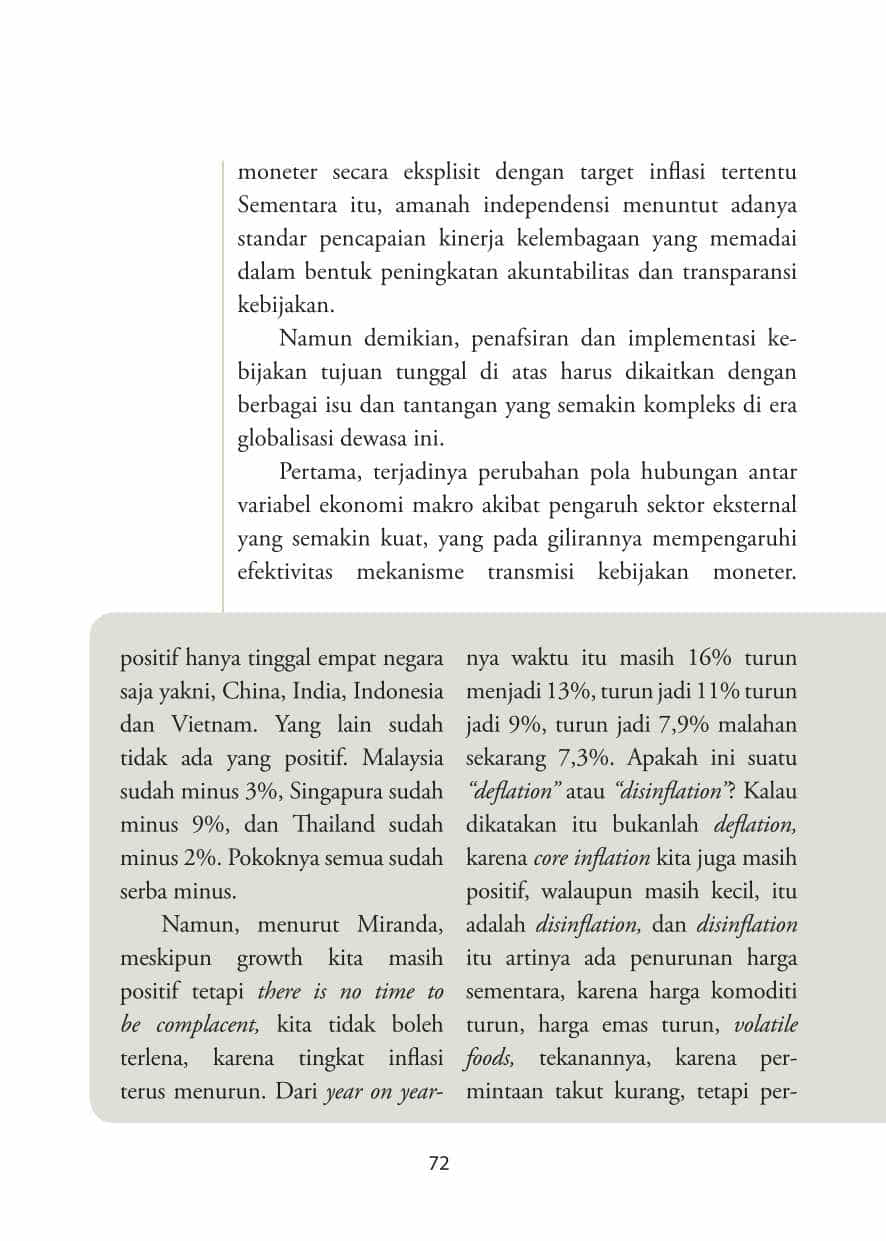 moneter secara eksplisit dengan target inflasi tertentu
Sementara itu, amanah independensi menuntut adanya
standar pencapaian kinerja kelembagaan yang memadai
dalam bentuk peningkatan akuntabilitas dan transparansi
kebijakan.
Namun demikian, penafsiran dan implementasi ke-
bijakan tujuan tunggal di atas harus dikaitkan dengan
berbagai isu dan tantangan yang semakin kompleks di era
globalisasi dewasa ini.
Pertama, terjadinya perubahan pola hubungan antar
variabel ekonomi makro akibat pengaruh sektor eksternal
yang semakin kuat, yang pada gilirannya mempengaruhi
efektivitas mekanisme transmisi kebijakan moneter.
positif hanya tinggal empat negara
saja yakni, China, India, Indonesia
dan Vietnam. Yang lain sudah
tidak ada yang positif. Malaysia
sudah minus 3%, Singapura sudah
minus 9%, dan Thailand sudah
minus 2%. Pokoknya semua sudah
serba minus.
Namun, menurut Miranda,
meskipun growth kita masih
positif tetapi there is no time to
be complacent, kita tidak boleh
terlena, karena tingkat inflasi
terus menurun. Dari year on year-
nya waktu itu masih 16% turun
menjadi 13%, turun jadi 11% turun
jadi 9%, turun jadi 7,9% malahan
sekarang 7,3%. Apakah ini suatu
“deflation” atau “disinflation”? Kalau
dikatakan itu bukanlah deflation,
karena core inflation kita juga masih
positif, walaupun masih kecil, itu
adalah disinflation, dan disinflation
itu artinya ada penurunan harga
sementara, karena harga komoditi
turun, harga emas turun, volatile
foods, tekanannya, karena per-
mintaan takut kurang, tetapi per-
72